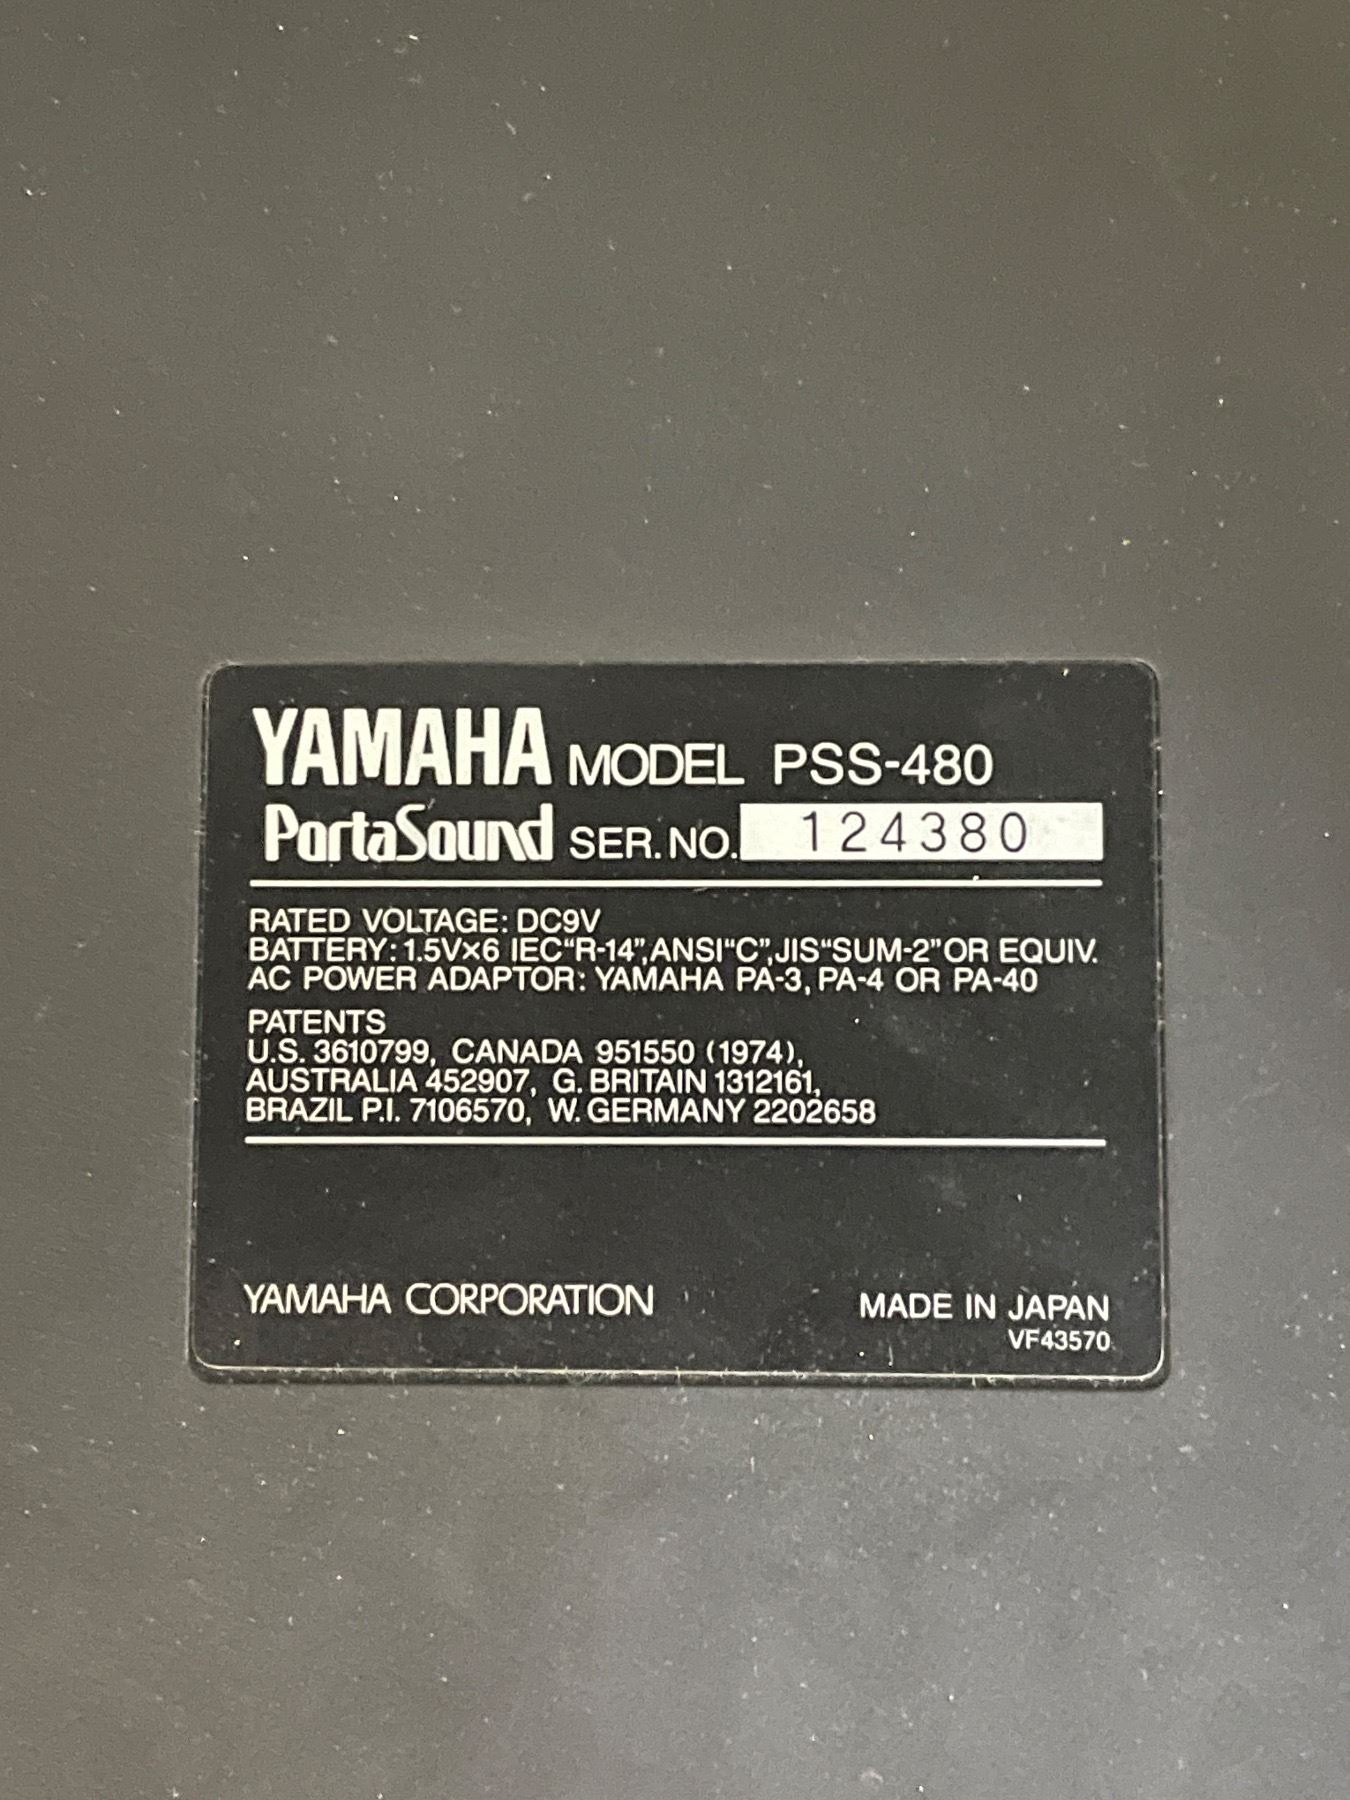 YAMAHA MODEL PSS-480
PortaSound SER. NO. 124380
RATED VOLTAGE: DC9V
BATTERY: 1.5V×6 IEC“R-14”, ANSI“C”, JIS“SUM-2” OR EQUIV.
AC POWER ADAPTOR: YAMAHA PA-3, PA-4 OR PA-40
PATENTS
U.S. 3610799, CANADA 951550 (1974),
AUSTRALIA 452907, G. BRITAIN 1312161,
BRAZIL P.I. 7106570, W. GERMANY 2202658
YAMAHA CORPORATION
MADE IN JAPAN
VF43570